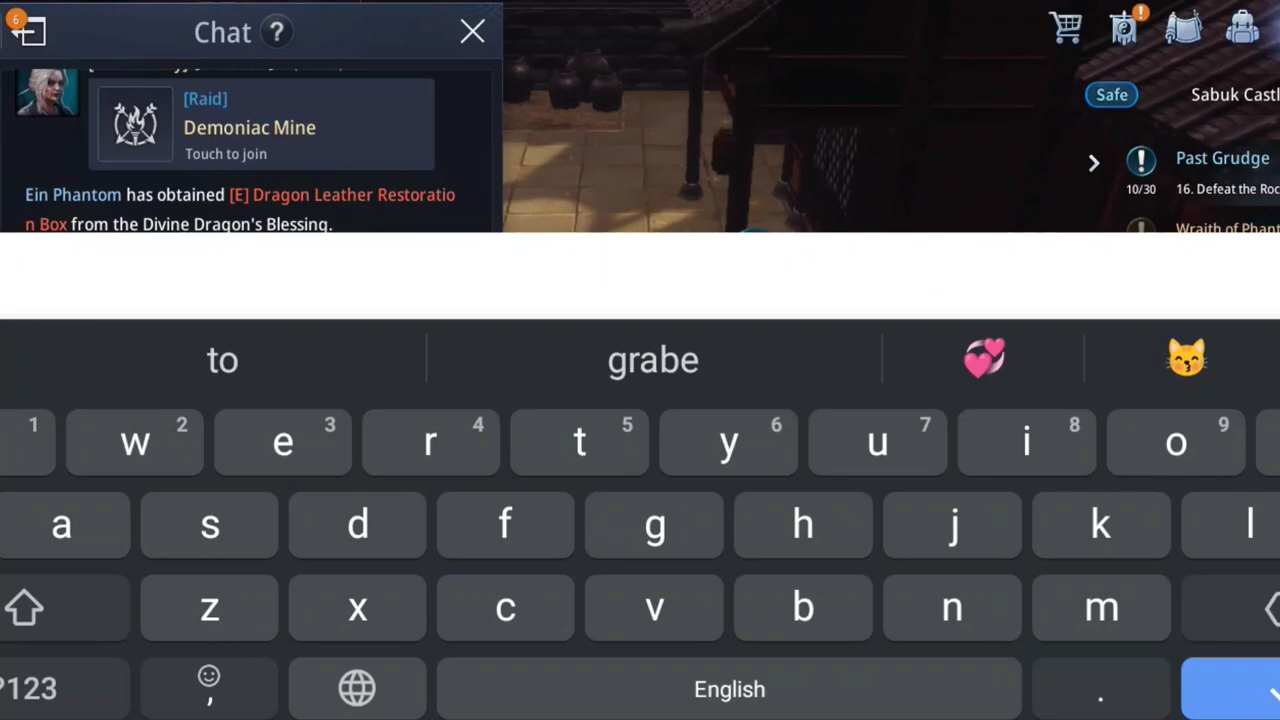 6
Chat ?
[Raid]
Demoniac Mine
Touch to join
Ein Phantom has obtained [E] Dragon Leather Restoratio
n Box from the Divine Dragon's Blessing.
Safe
Sabuk Castl
Past Grudge
10/30
16. Defeat the Roc
Wraith of Phant
to
grabe
1 w 2 e 3 r 4 t 5 y 6 u 7 i 8 o 9
a s d f g h j k l
z x c v b n m
?123 , English .